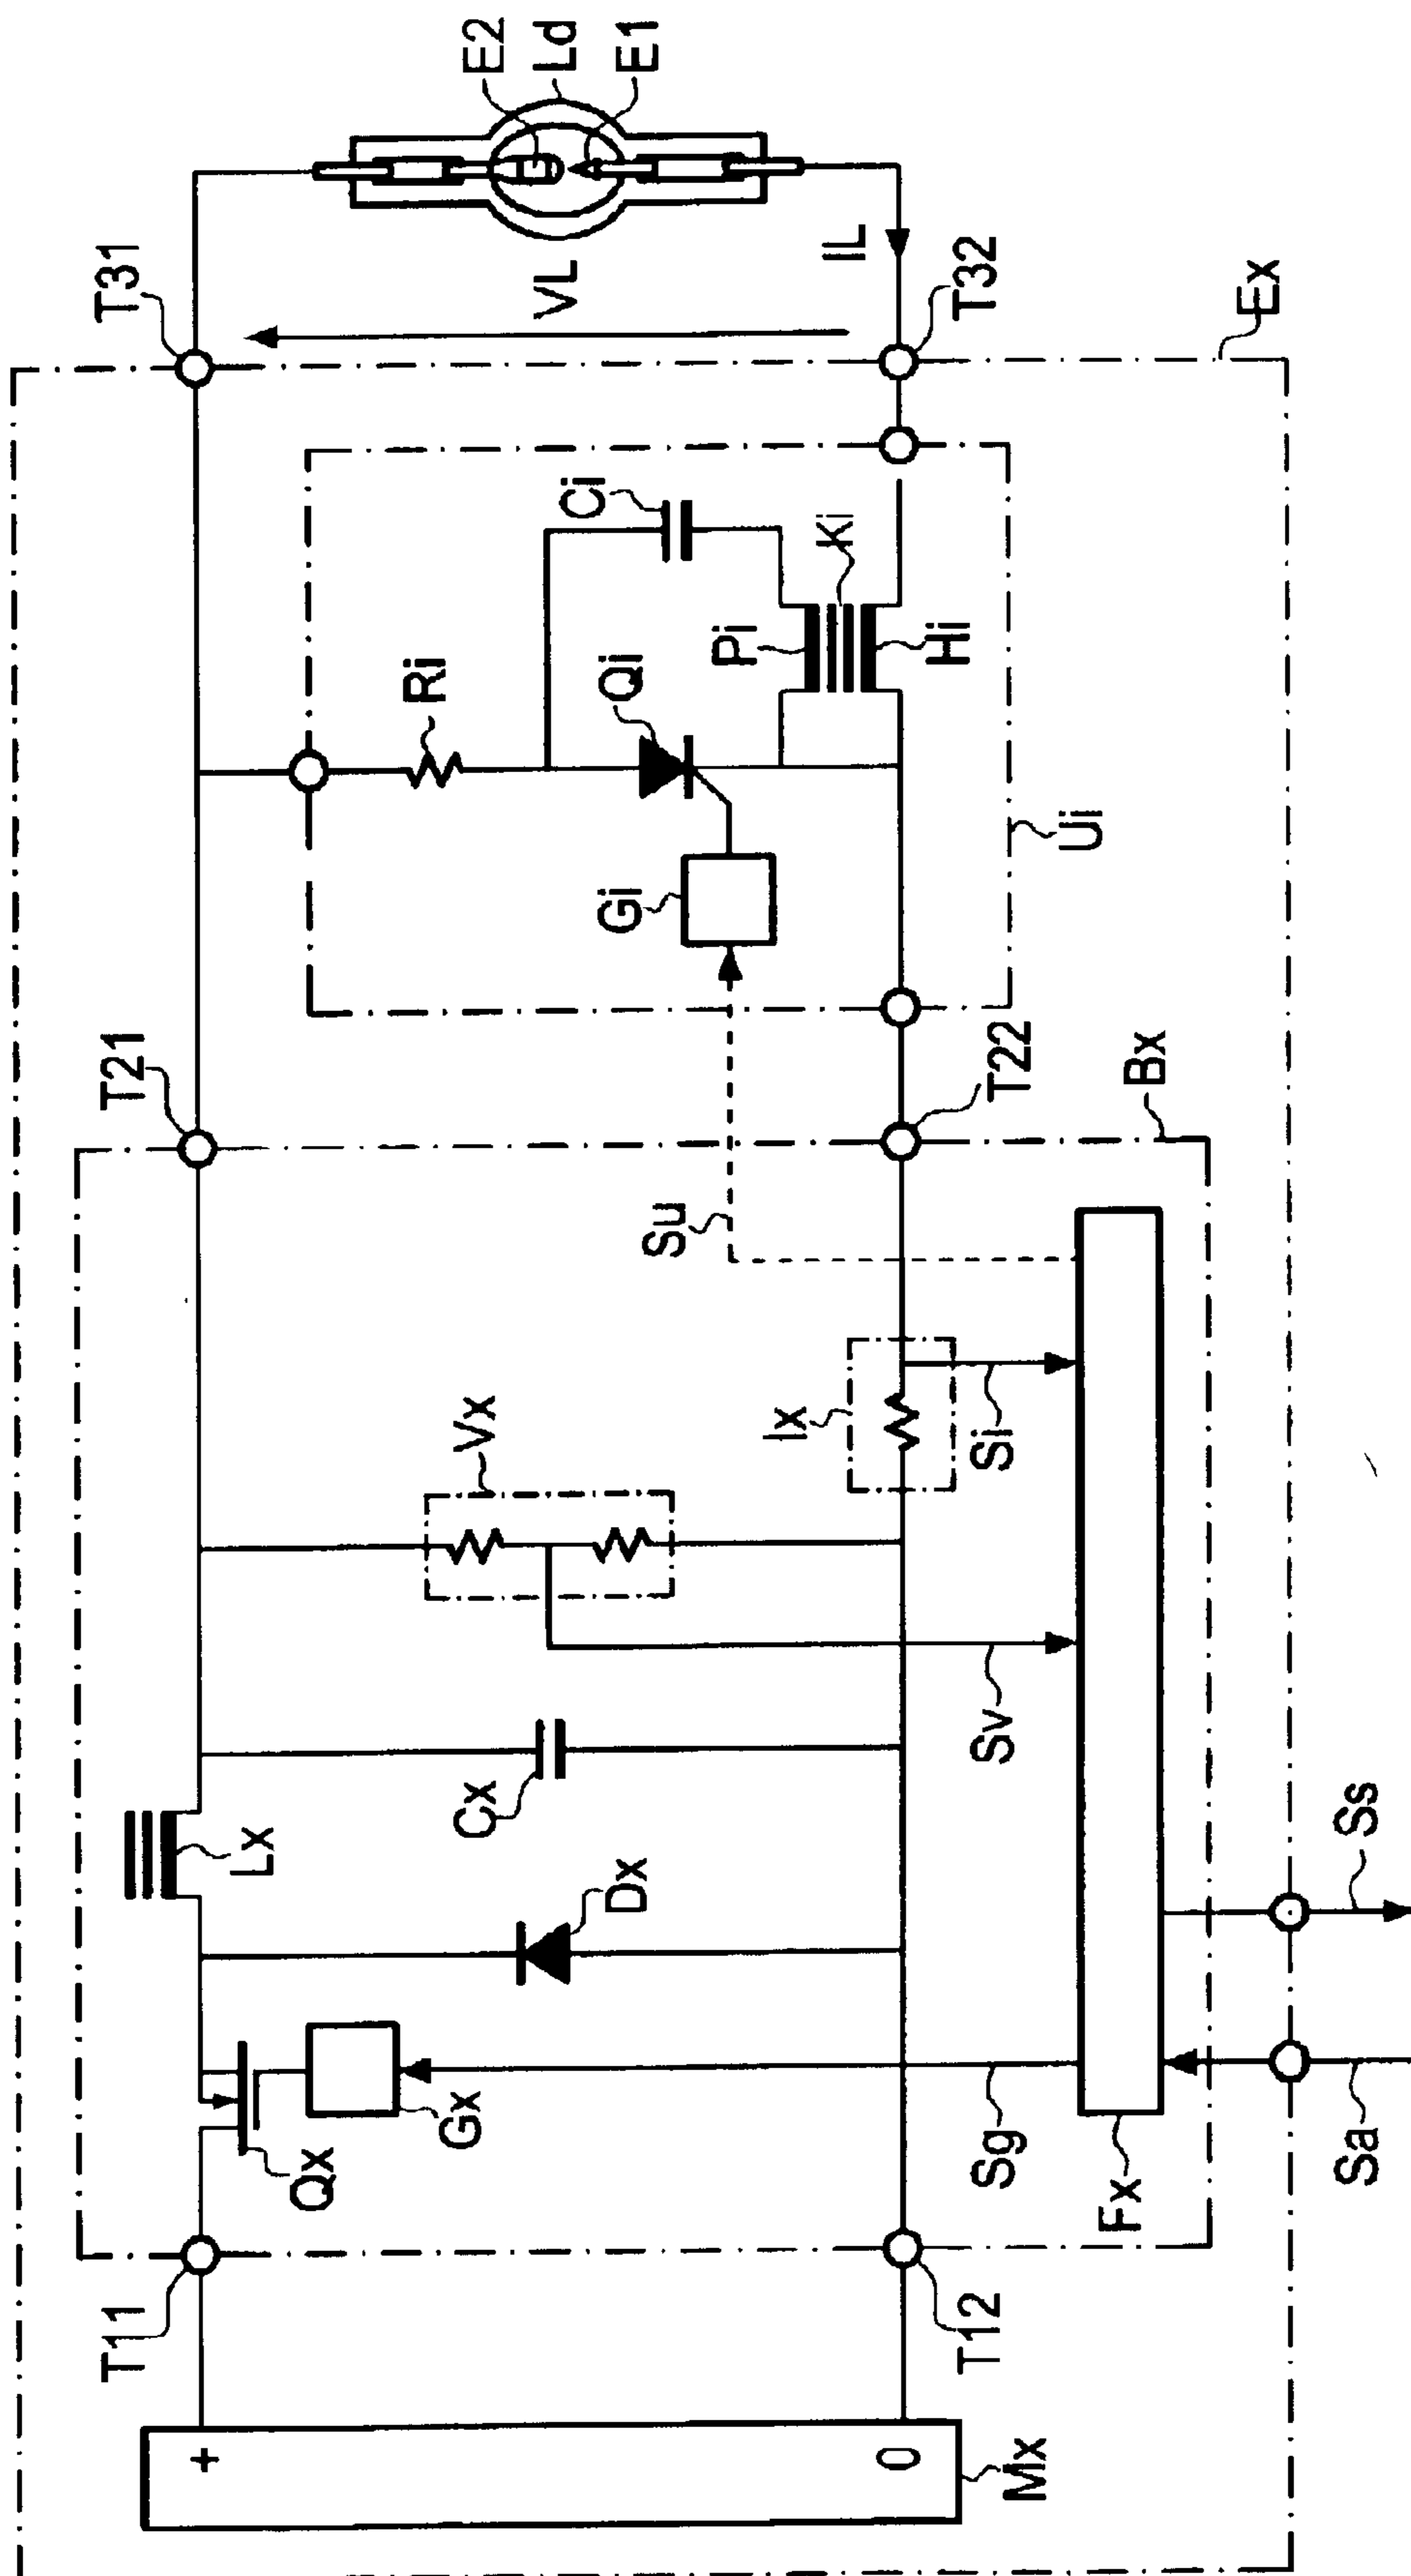 E2
Ld
E1
T31
VL
IL
T32
Ex
Ci
Ki
Pi
Hi
Ri
Qi
Gi
Ui
T21
T22
Bx
Su
Vx
Ix
Si
Sv
Cx
Lx
Dx
Ss
Gx
Qx
Sg
Fx
Sa
T11
T12
+
0
Mx